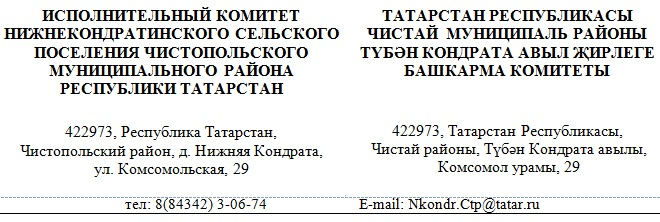 ИСПОЛНИТЕЛЬНЫЙ КОМИТЕТ
НИЖНЕКОНДРАТИНСКОГО СЕЛЬСКОГО
ПОСЕЛЕНИЯ ЧИСТОПОЛЬСКОГО
МУНИЦИПАЛЬНОГО РАЙОНА
РЕСПУБЛИКИ ТАТАРСТАН
422973, Республика Татарстан,
Чистопольский район, д. Нижняя Кондрата,
ул. Комсомольская, 29
ТАТАРСТАН РЕСПУБЛИКАСЫ
ЧИСТАЙ МУНИЦИПАЛЬ РАЙОНЫ
ТҮБӘН КОНДРАТА АВЫЛ ҖИРЛЕГЕ
БАШКАРМА КОМИТЕТЫ
422973, Татарстан Республикасы,
Чистай районы, Түбән Кондрата авылы,
Комсомол урамы, 29
тел: 8(84342) 3-06-74 E-mail: Nkondr.Ctp@tatar.ru